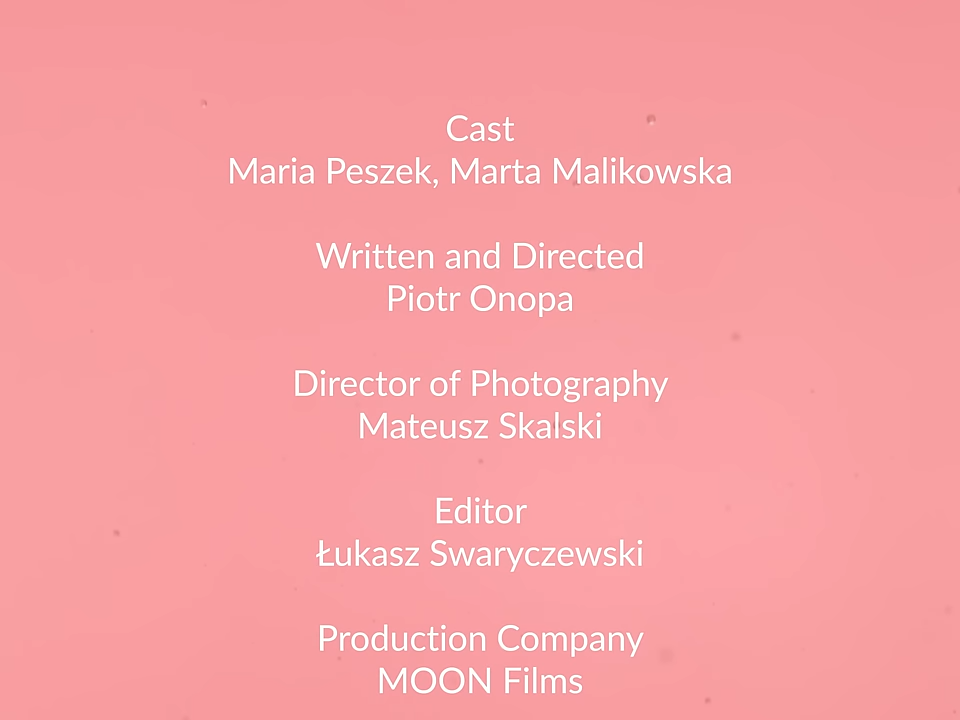 Cast
Maria Peszek, Marta Malikowska
Written and Directed
Piotr Onopa
Director of Photography
Mateusz Skalski
Editor
Łukasz Swaryczewski
Production Company
MOON Films